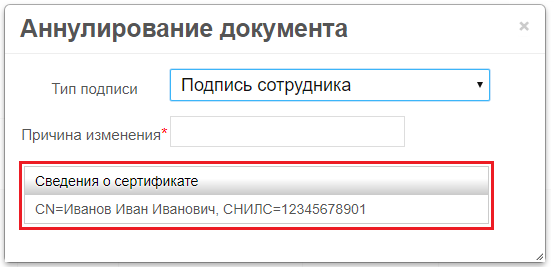 Аннулирование документа
Тип подписи Подпись сотрудника
Причина изменения*
Сведения о сертификате
CN=Иванов Иван Иванович, СНИЛС=12345678901